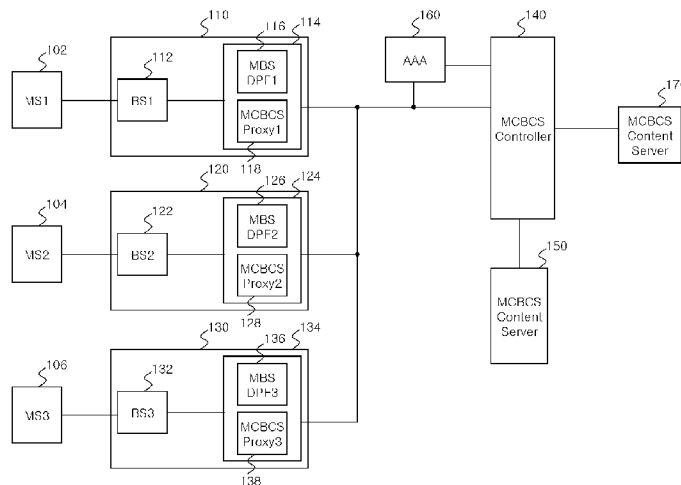 110
116
114
160
140
102
112
MBS
DPF1
AAA
170
MS1
BS1
MCBCS
Proxy1
MCBCS
Controller
MCBCS
Content
Server
118
120
126
124
104
122
MBS
DPF2
150
MS2
BS2
MCBCS
Proxy2
MCBCS
Content
Server
128
130
136
134
106
132
MBS
DPF3
MS3
BS3
MCBCS
Proxy3
138